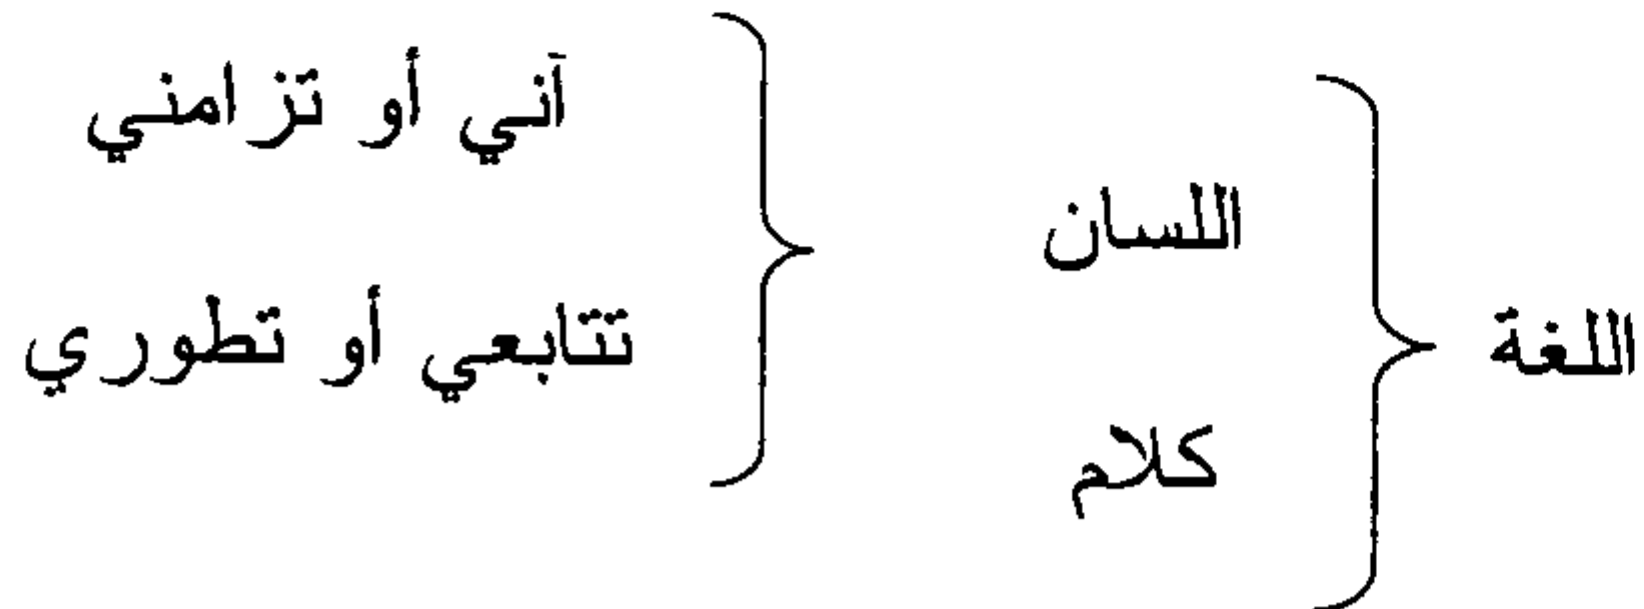 اللغة
اللسان
كلام
آني أو تزامني
تتابعي أو تطوري